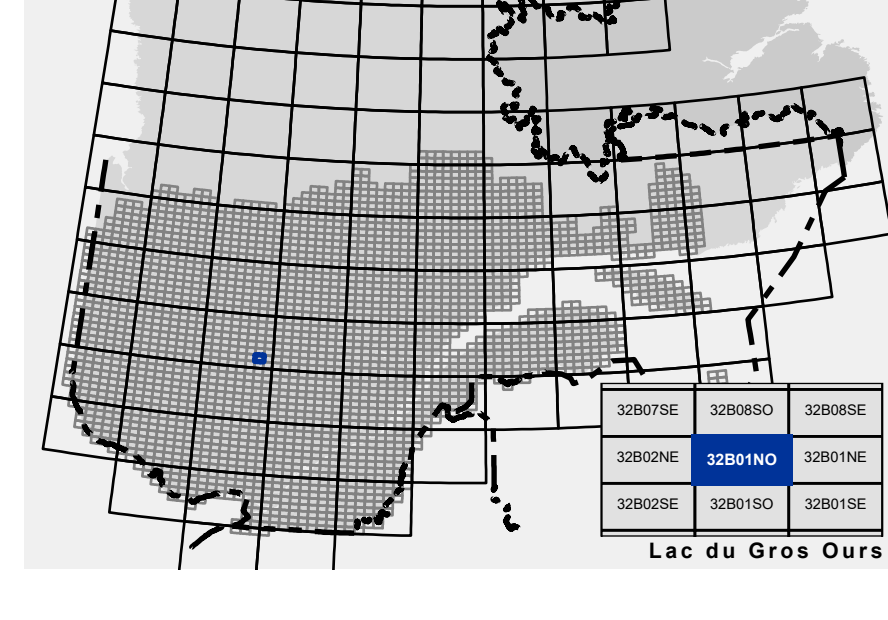 32B07SE 32B08SO 32B08SE
32B02NE 32B01NO 32B01NE
32B02SE 32B01SO 32B01SE
Lac du Gros Ours